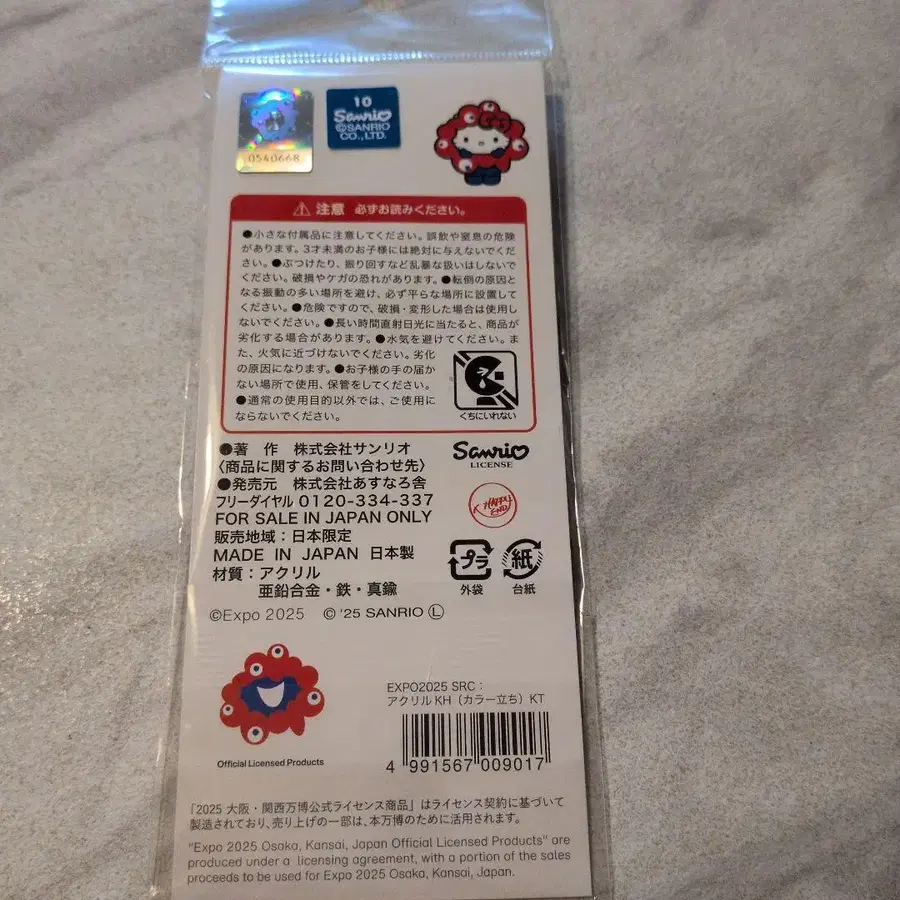 0540668
10
Sanrio
©SANRIO
CO.,LTD.
注意 必ずお読みください。
●小さな付属品に注意してください。誤飲や窒息の危険
があります。3才未満のお子様には絶対に与えないでくだ
さい。●ぶつけたり、振り回すなど乱暴な扱いはしないで
ください。破損やケガの恐れがあります。●転倒の原因と
なる振動の多い場所を避け、必ず平らな場所に設置して
ください。●危険ですので、破損・変形した場合は使用し
ないでください。●長い時間直射日光に当たると、商品が
劣化する場合があります。●水気を避けてください。ま
た、火気に近づけないでください。劣化
の原因になります。●お子様の手の届か
ない場所で使用、保管をしてください。
●通常の使用目的以外では、ご使用に
ならないでください。
くちにいれない
●著 作 株式会社サンリオ
〈商品に関するお問い合わせ先〉
●発売元 株式会社あすなろ舎
フリーダイヤル 0120-334-337
FOR SALE IN JAPAN ONLY
販売地域：日本限定
MADE IN JAPAN 日本製
材質：アクリル
亜鉛合金・鉄・真鍮
Sanrio
LICENSE
HAPPY
END
プラ
外袋
紙
台紙
©Expo 2025 © '25 SANRIO Ⓛ
Official Licensed Products
EXPO2025 SRC：
アクリルKH（カラー立ち）KT
4 991567 009017
「2025 大阪・関西万博公式ライセンス商品」はライセンス契約に基づいて
製造されており、売り上げの一部は、本万博のために活用されます。
"Expo 2025 Osaka, Kansai, Japan Official Licensed Products" are
produced under a licensing agreement, with a portion of the sales
proceeds to be used for Expo 2025 Osaka, Kansai, Japan.